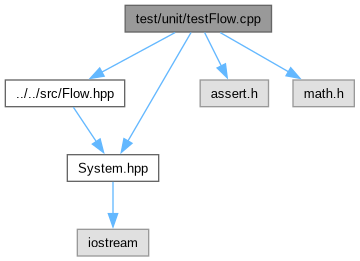 test/unit/testFlow.cpp
../../src/Flow.hpp
assert.h
math.h
System.hpp
iostream